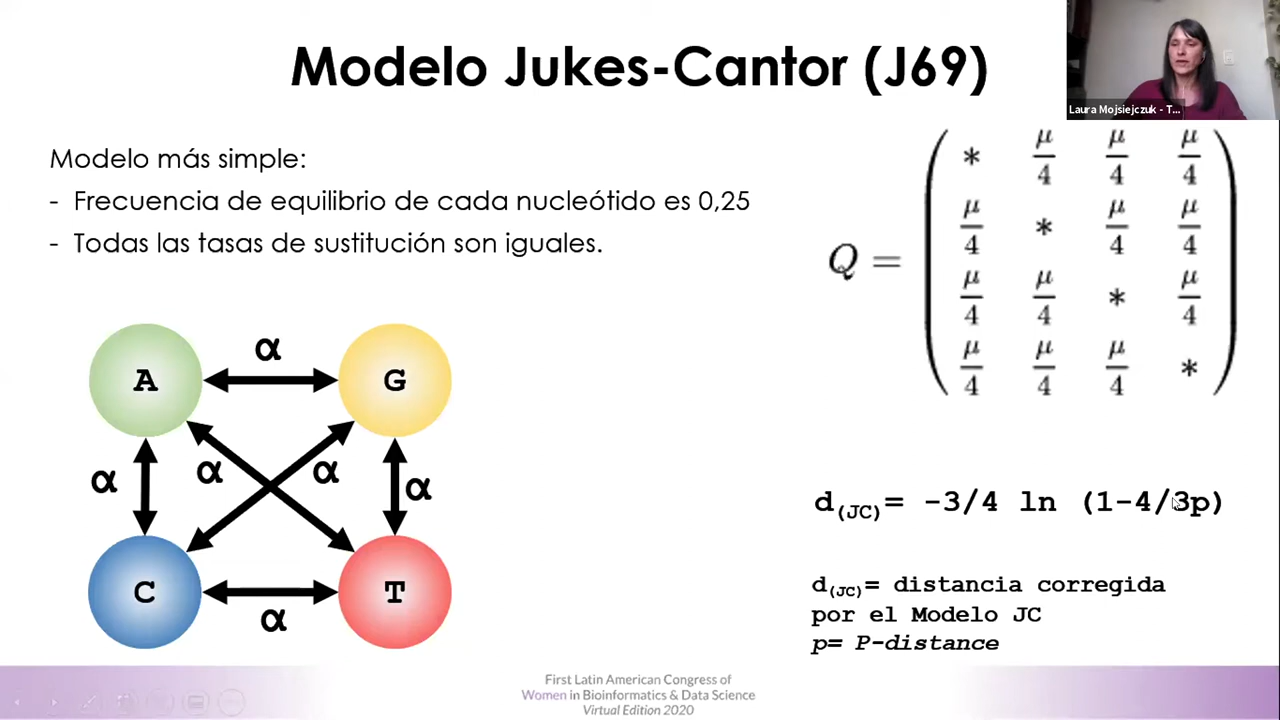 Modelo Jukes-Cantor (J69)
Laura Mojsiejczuk - T...
Modelo más simple:
- Frecuencia de equilibrio de cada nucleótido es 0,25
- Todas las tasas de sustitución son iguales.
Q = 
* μ/4 μ/4 μ/4
μ/4 * μ/4 μ/4
μ/4 μ/4 * μ/4
μ/4 μ/4 μ/4 *
α
A G
α α α α
C T
α
d(JC)= -3/4 ln (1-4/3p)
d(JC)= distancia corregida
por el Modelo JC
p= P-distance
First Latin American Congress of
Women in Bioinformatics & Data Science
Virtual Edition 2020